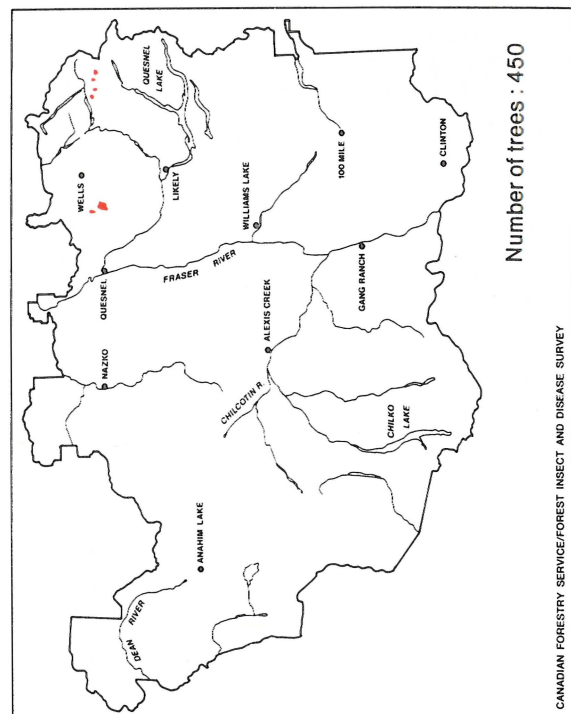 DEAN
RIVER
ANAHIM LAKE
NAZKO
QUESNEL
WELLS
LIKELY
QUESNEL
LAKE
FRASER RIVER
WILLIAMS LAKE
ALEXIS CREEK
CHILCOTIN R.
CHILKO
LAKE
GANG RANCH
100 MILE
CLINTON
Number of trees : 450
CANADIAN FORESTRY SERVICE/FOREST INSECT AND DISEASE SURVEY